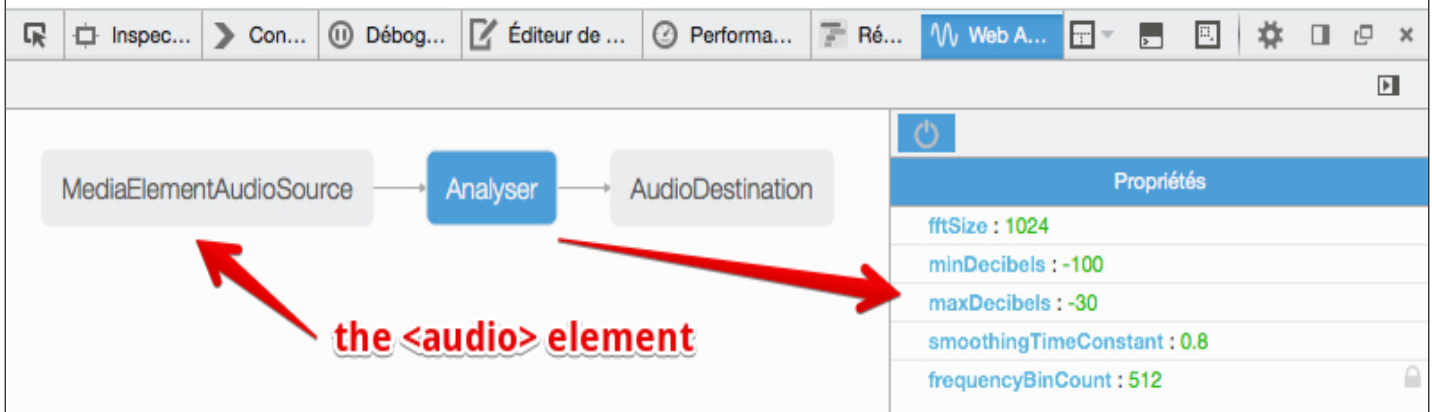 Inspec... Con... Débog... Éditeur de ... Performa... Ré... Web A...
MediaElementAudioSource Analyser AudioDestination
the <audio> element
Propriétés
fftSize : 1024
minDecibels : -100
maxDecibels : -30
smoothingTimeConstant : 0.8
frequencyBinCount : 512